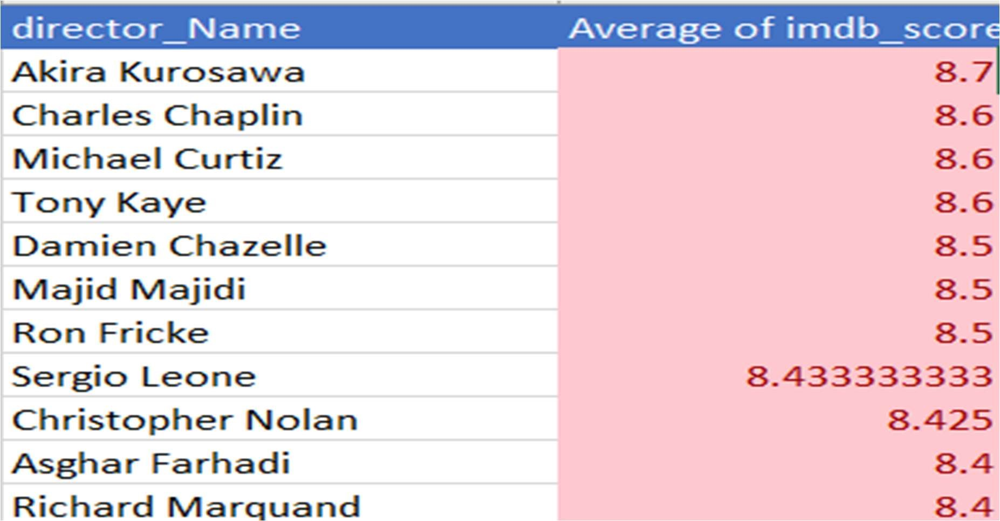 director_Name Average of imdb_score
Akira Kurosawa 8.7
Charles Chaplin 8.6
Michael Curtiz 8.6
Tony Kaye 8.6
Damien Chazelle 8.5
Majid Majidi 8.5
Ron Fricke 8.5
Sergio Leone 8.433333333
Christopher Nolan 8.425
Asghar Farhadi 8.4
Richard Marquand 8.4